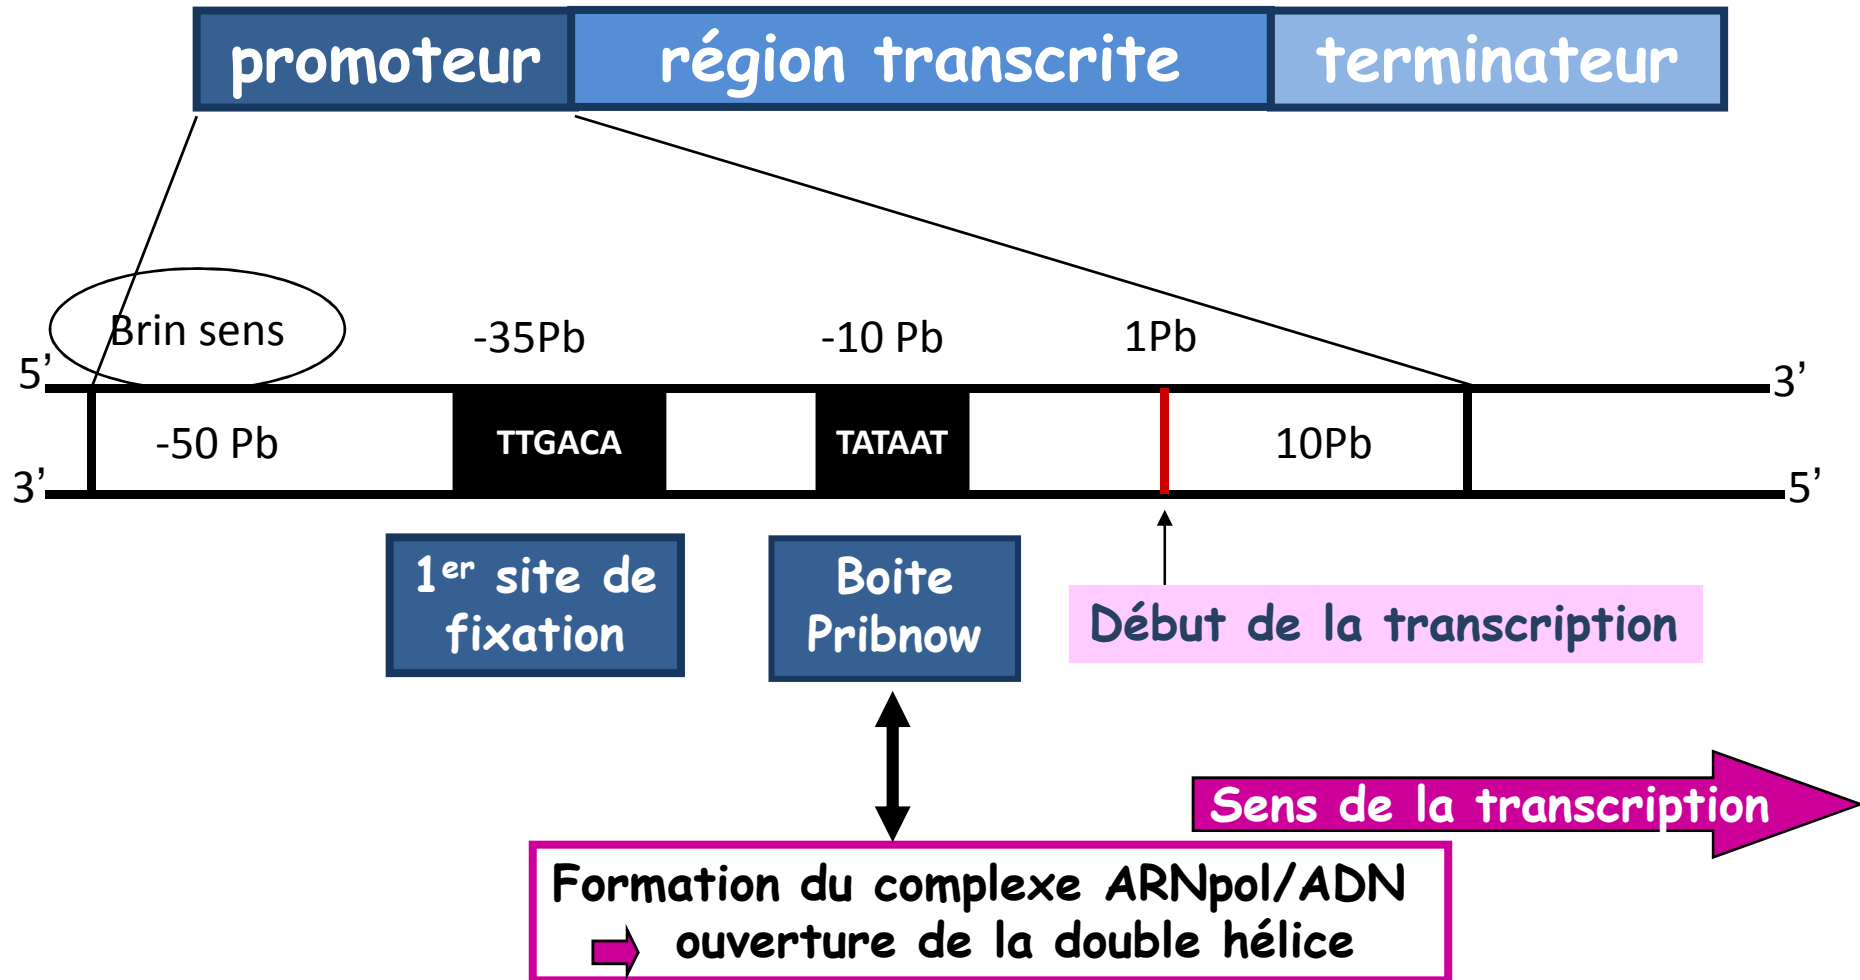 promoteur région transcrite terminateur
Brin sens -35Pb -10 Pb 1Pb
5’ 3’
-50 Pb TTGACA TATAAT 10Pb
3’ 5’
1er site de
fixation
Boite
Pribnow
Début de la transcription
Sens de la transcription
Formation du complexe ARNpol/ADN
ouverture de la double hélice